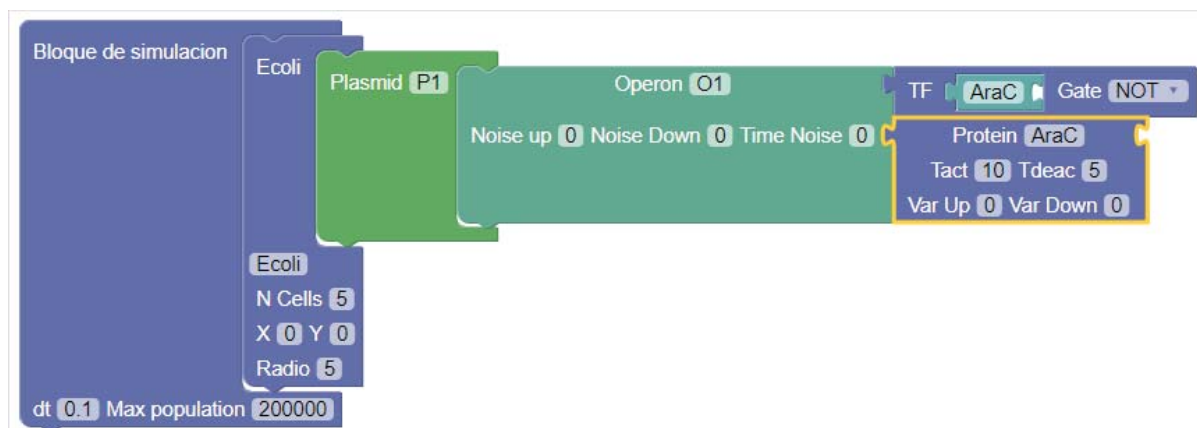 Bloque de simulacion
Ecoli
Plasmid P1
Operon O1
TF AraC Gate NOT
Noise up 0 Noise Down 0 Time Noise 0
Protein AraC
Tact 10 Tdeac 5
Var Up 0 Var Down 0
Ecoli
N Cells 5
X 0 Y 0
Radio 5
dt 0.1 Max population 200000